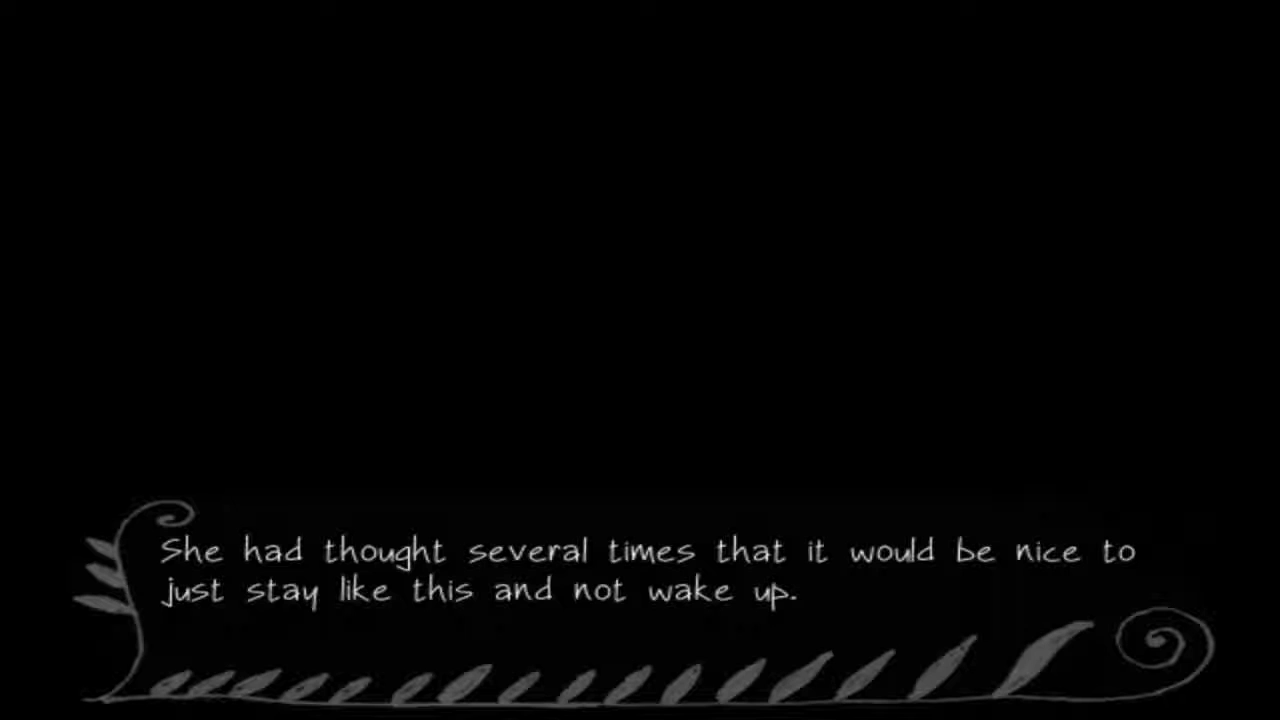 She had thought several times that it would be nice to
just stay like this and not wake up.